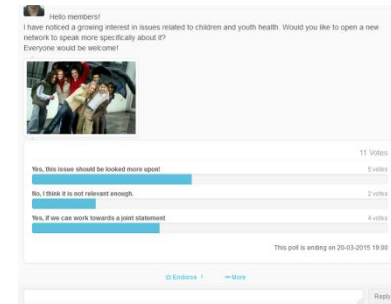 Hello members!
I have noticed a growing interest in issues related to children and youth health. Would you like to open a new
network to speak more specifically about it?
Everyone would be welcome!
11 Votes
Yes, this issue should be looked more upon!
5 votes
No, I think it is not relevant enough.
2 votes
Yes, if we can work towards a joint statement
4 votes
This poll is ending on 20-03-2015 19:00
Endorse 1
More
Reply